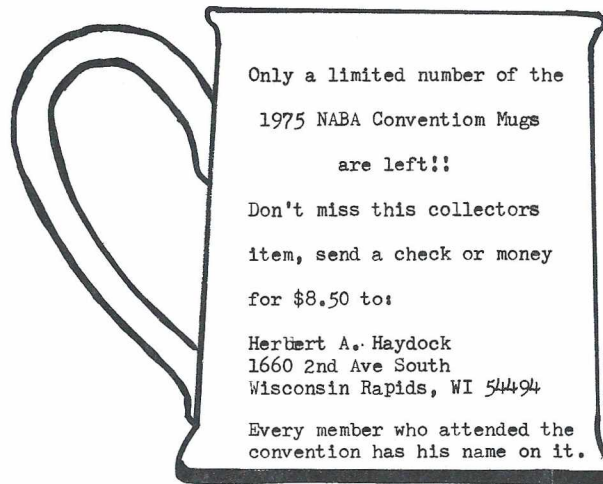 Only a limited number of the
1975 NABA Conventiom Mugs
are left!!
Don't miss this collectors
item, send a check or money
for $8.50 to:
Herbert A. Haydock
1660 2nd Ave South
Wisconsin Rapids, WI 54494
Every member who attended the
convention has his name on it.